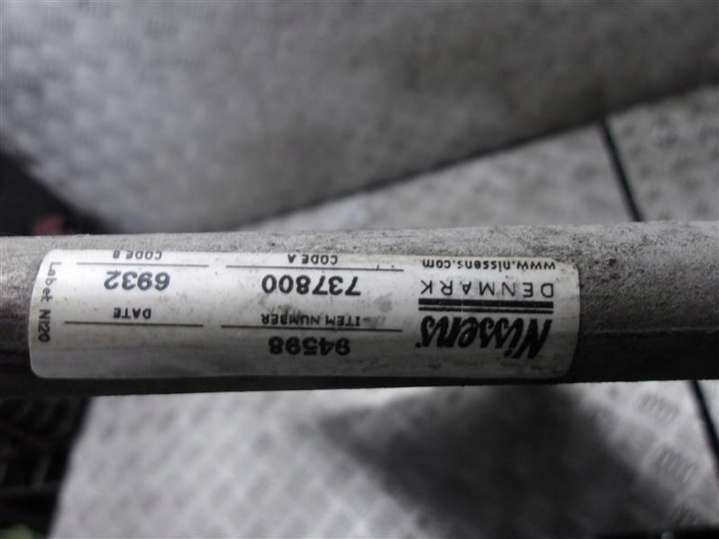 Nissens
DENMARK
www.nissens.com
94598
ITEM NUMBER
DATE
737800
CODE A
6932
CODE B
Label N120